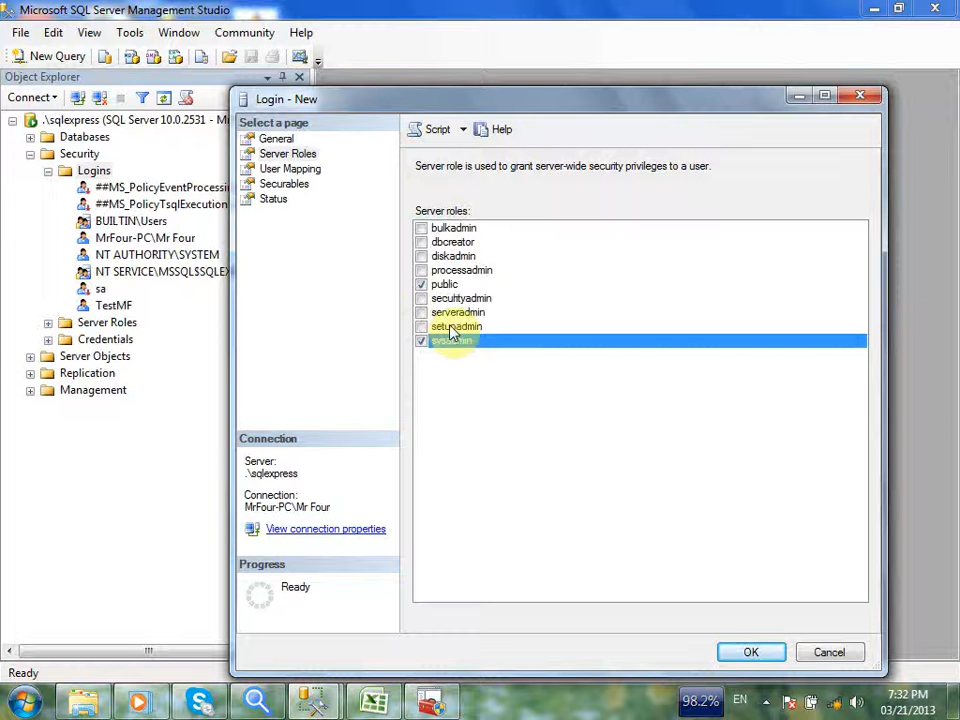 Microsoft SQL Server Management Studio
File Edit View Tools Window Community Help
New Query
Object Explorer
Connect
.\sqlexpress (SQL Server 10.0.2531 - M
Databases
Security
Logins
##MS_PolicyEventProcessin
##MS_PolicyTsqlExecution
BUILTIN\Users
MrFour-PC\Mr Four
NT AUTHORITY\SYSTEM
NT SERVICE\MSSQL$SQLEX
sa
TestMF
Server Roles
Credentials
Server Objects
Replication
Management
Ready
Login - New
Select a page
General
Server Roles
User Mapping
Securables
Status
Connection
Server:
.\sqlexpress
Connection:
MrFour-PC\Mr Four
View connection properties
Progress
Ready
Script Help
Server role is used to grant server-wide security privileges to a user.
Server roles:
bulkadmin
dbcreator
diskadmin
processadmin
public
securityadmin
serveradmin
setupadmin
sysadmin
OK Cancel
98.2% EN
7:32 PM
03/21/2013